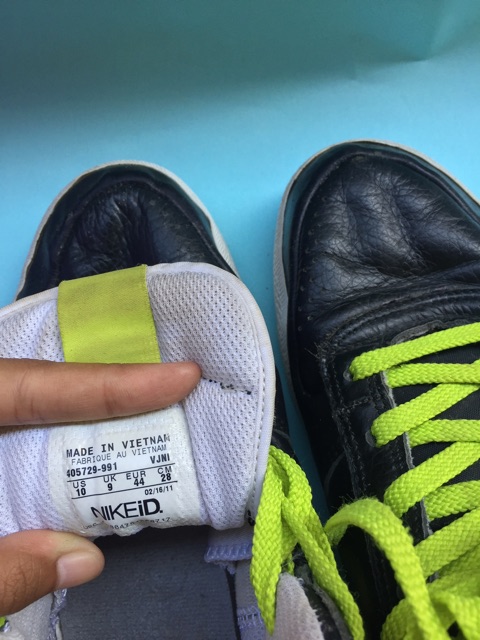 MADE IN VIETNAM
FABRIQUE AU VIETNAM
405729-991 VJNI
US UK EUR CM
10 9 44 28
02/16/11
NIKEiD.